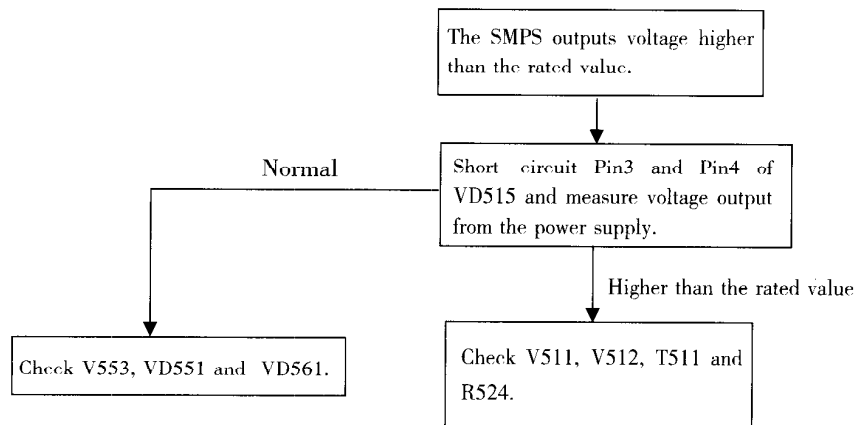 The SMPS outputs voltage higher
than the rated value.
Normal
Short circuit Pin3 and Pin4 of
VD515 and measure voltage output
from the power supply.
Higher than the rated value
Check V553, VD551 and VD561.
Check V511, V512, T511 and
R524.